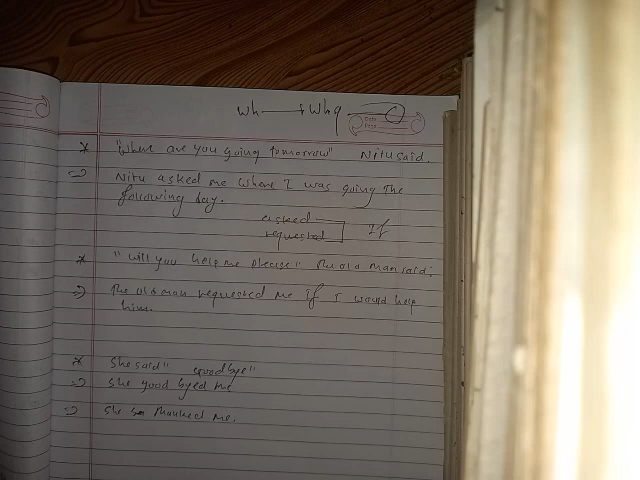 Wh → Whq
Date
Page
* "Where are you going tomorrow" Nitu said.
⇒ Nitu asked me where I was going the
following day.
asked
requested If
* "Will you help me please" The old man said.
⇒ The old man requested me if I would help
him.
* She said "goodbye"
⇒ She good byed me
⇒ She thanked me.